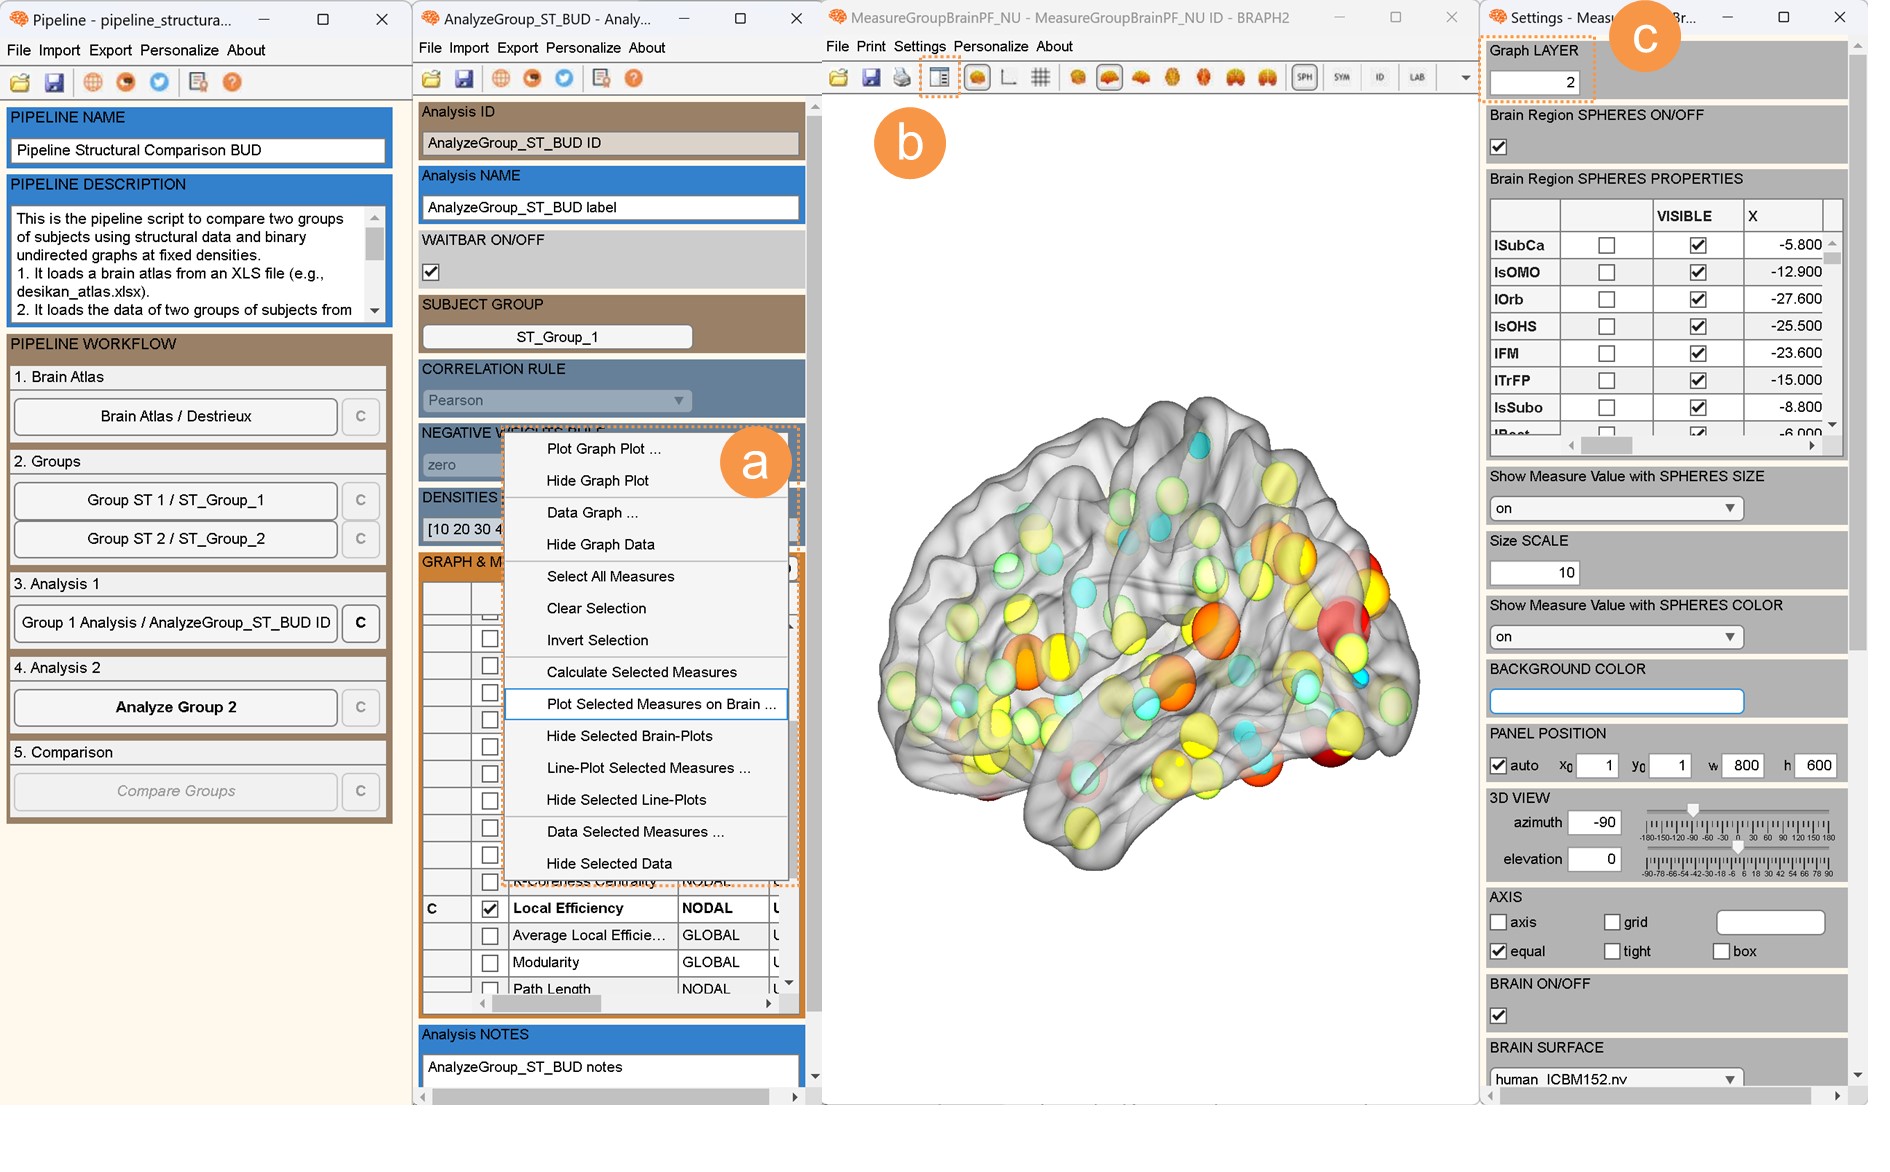 Pipeline - pipeline_structura...
File Import Export Personalize About
PIPELINE NAME
Pipeline Structural Comparison BUD
PIPELINE DESCRIPTION
This is the pipeline script to compare two groups
of subjects using structural data and binary
undirected graphs at fixed densities.
1. It loads a brain atlas from an XLS file (e.g.,
desikan_atlas.xlsx).
2. It loads the data of two groups of subjects from
PIPELINE WORKFLOW
1. Brain Atlas
Brain Atlas / Destrieux C
2. Groups
Group ST 1 / ST_Group_1 C
Group ST 2 / ST_Group_2 C
3. Analysis 1
Group 1 Analysis / AnalyzeGroup_ST_BUD ID C
4. Analysis 2
Analyze Group 2 C
5. Comparison
Compare Groups C
AnalyzeGroup_ST_BUD - Analy...
File Import Export Personalize About
Analysis ID
AnalyzeGroup_ST_BUD ID
Analysis NAME
AnalyzeGroup_ST_BUD label
WAITBAR ON/OFF
SUBJECT GROUP
ST_Group_1
CORRELATION RULE
Pearson
NEGATIVE WEIGHTS RULE
zero
DENSITIES
[10 20 30 4
GRAPH & M
a
Plot Graph Plot ...
Hide Graph Plot
Data Graph ...
Hide Graph Data
Select All Measures
Clear Selection
Invert Selection
Calculate Selected Measures
Plot Selected Measures on Brain ...
Hide Selected Brain-Plots
Line-Plot Selected Measures ...
Hide Selected Line-Plots
Data Selected Measures ...
Hide Selected Data
K-Coreness Centrality NODAL
C Local Efficiency NODAL
Average Local Efficie... GLOBAL
Modularity GLOBAL
Path Length NODAL
Analysis NOTES
AnalyzeGroup_ST_BUD notes
MeasureGroupBrainPF_NU - MeasureGroupBrainPF_NU ID - BRAPH2
File Print Settings Personalize About
SPH SYM ID LAB
b
Settings - Measu
r...
c
Graph LAYER
2
Brain Region SPHERES ON/OFF
Brain Region SPHERES PROPERTIES
VISIBLE X
lSubCa -5.800
lsOMO -12.900
lOrb -27.600
lsOHS -25.500
lFM -23.600
lTrFP -15.000
lsSubo -8.800
-6.000
Show Measure Value with SPHERES SIZE
on
Size SCALE
10
Show Measure Value with SPHERES COLOR
on
BACKGROUND COLOR
PANEL POSITION
auto x0 1 y0 1 w 800 h 600
3D VIEW
azimuth -90
-180-150-120-90 -60 -30 0 30 60 90 120 150 180
elevation 0
-90-78-66-54-42-30-18 -6 6 18 30 42 54 66 78 90
AXIS
axis grid
equal tight box
BRAIN ON/OFF
BRAIN SURFACE
human_ICBM152.nv